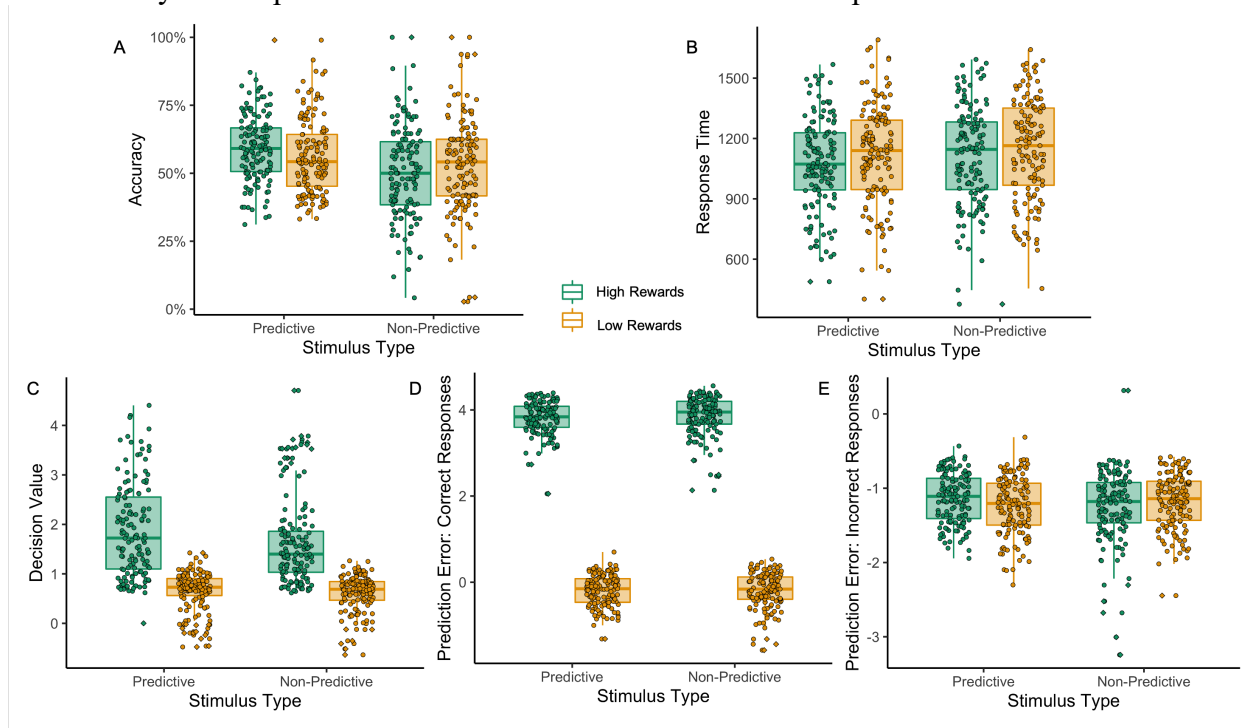 A
B
100%
75%
50%
25%
0%
Accuracy
Predictive
Non-Predictive
Stimulus Type
High Rewards
Low Rewards
1500
1200
900
600
Response Time
Predictive
Non-Predictive
Stimulus Type
C
D
E
4
3
2
1
0
Decision Value
Predictive
Non-Predictive
Stimulus Type
4
2
0
Prediction Error: Correct Responses
Predictive
Non-Predictive
Stimulus Type
0
-1
-2
-3
Prediction Error: Incorrect Responses
Predictive
Non-Predictive
Stimulus Type